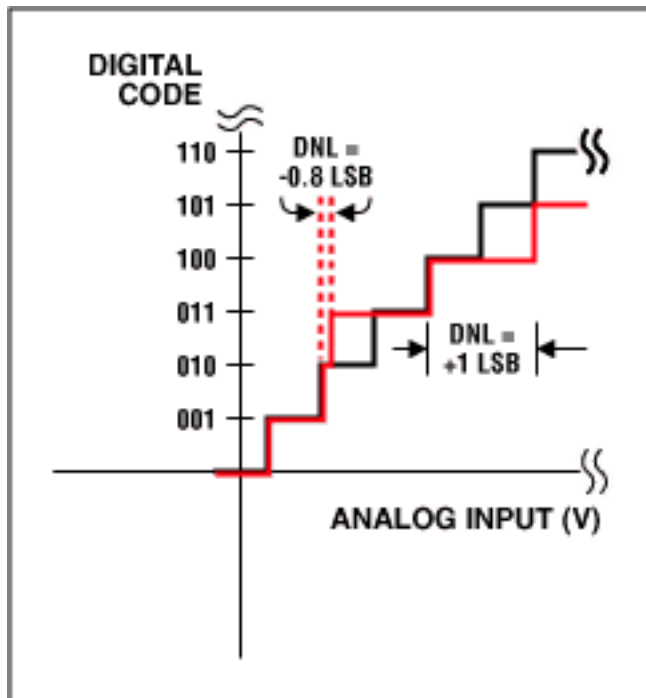 DIGITAL
CODE
110
101
100
011
010
001
DNL =
-0.8 LSB
DNL =
+1 LSB
ANALOG INPUT (V)